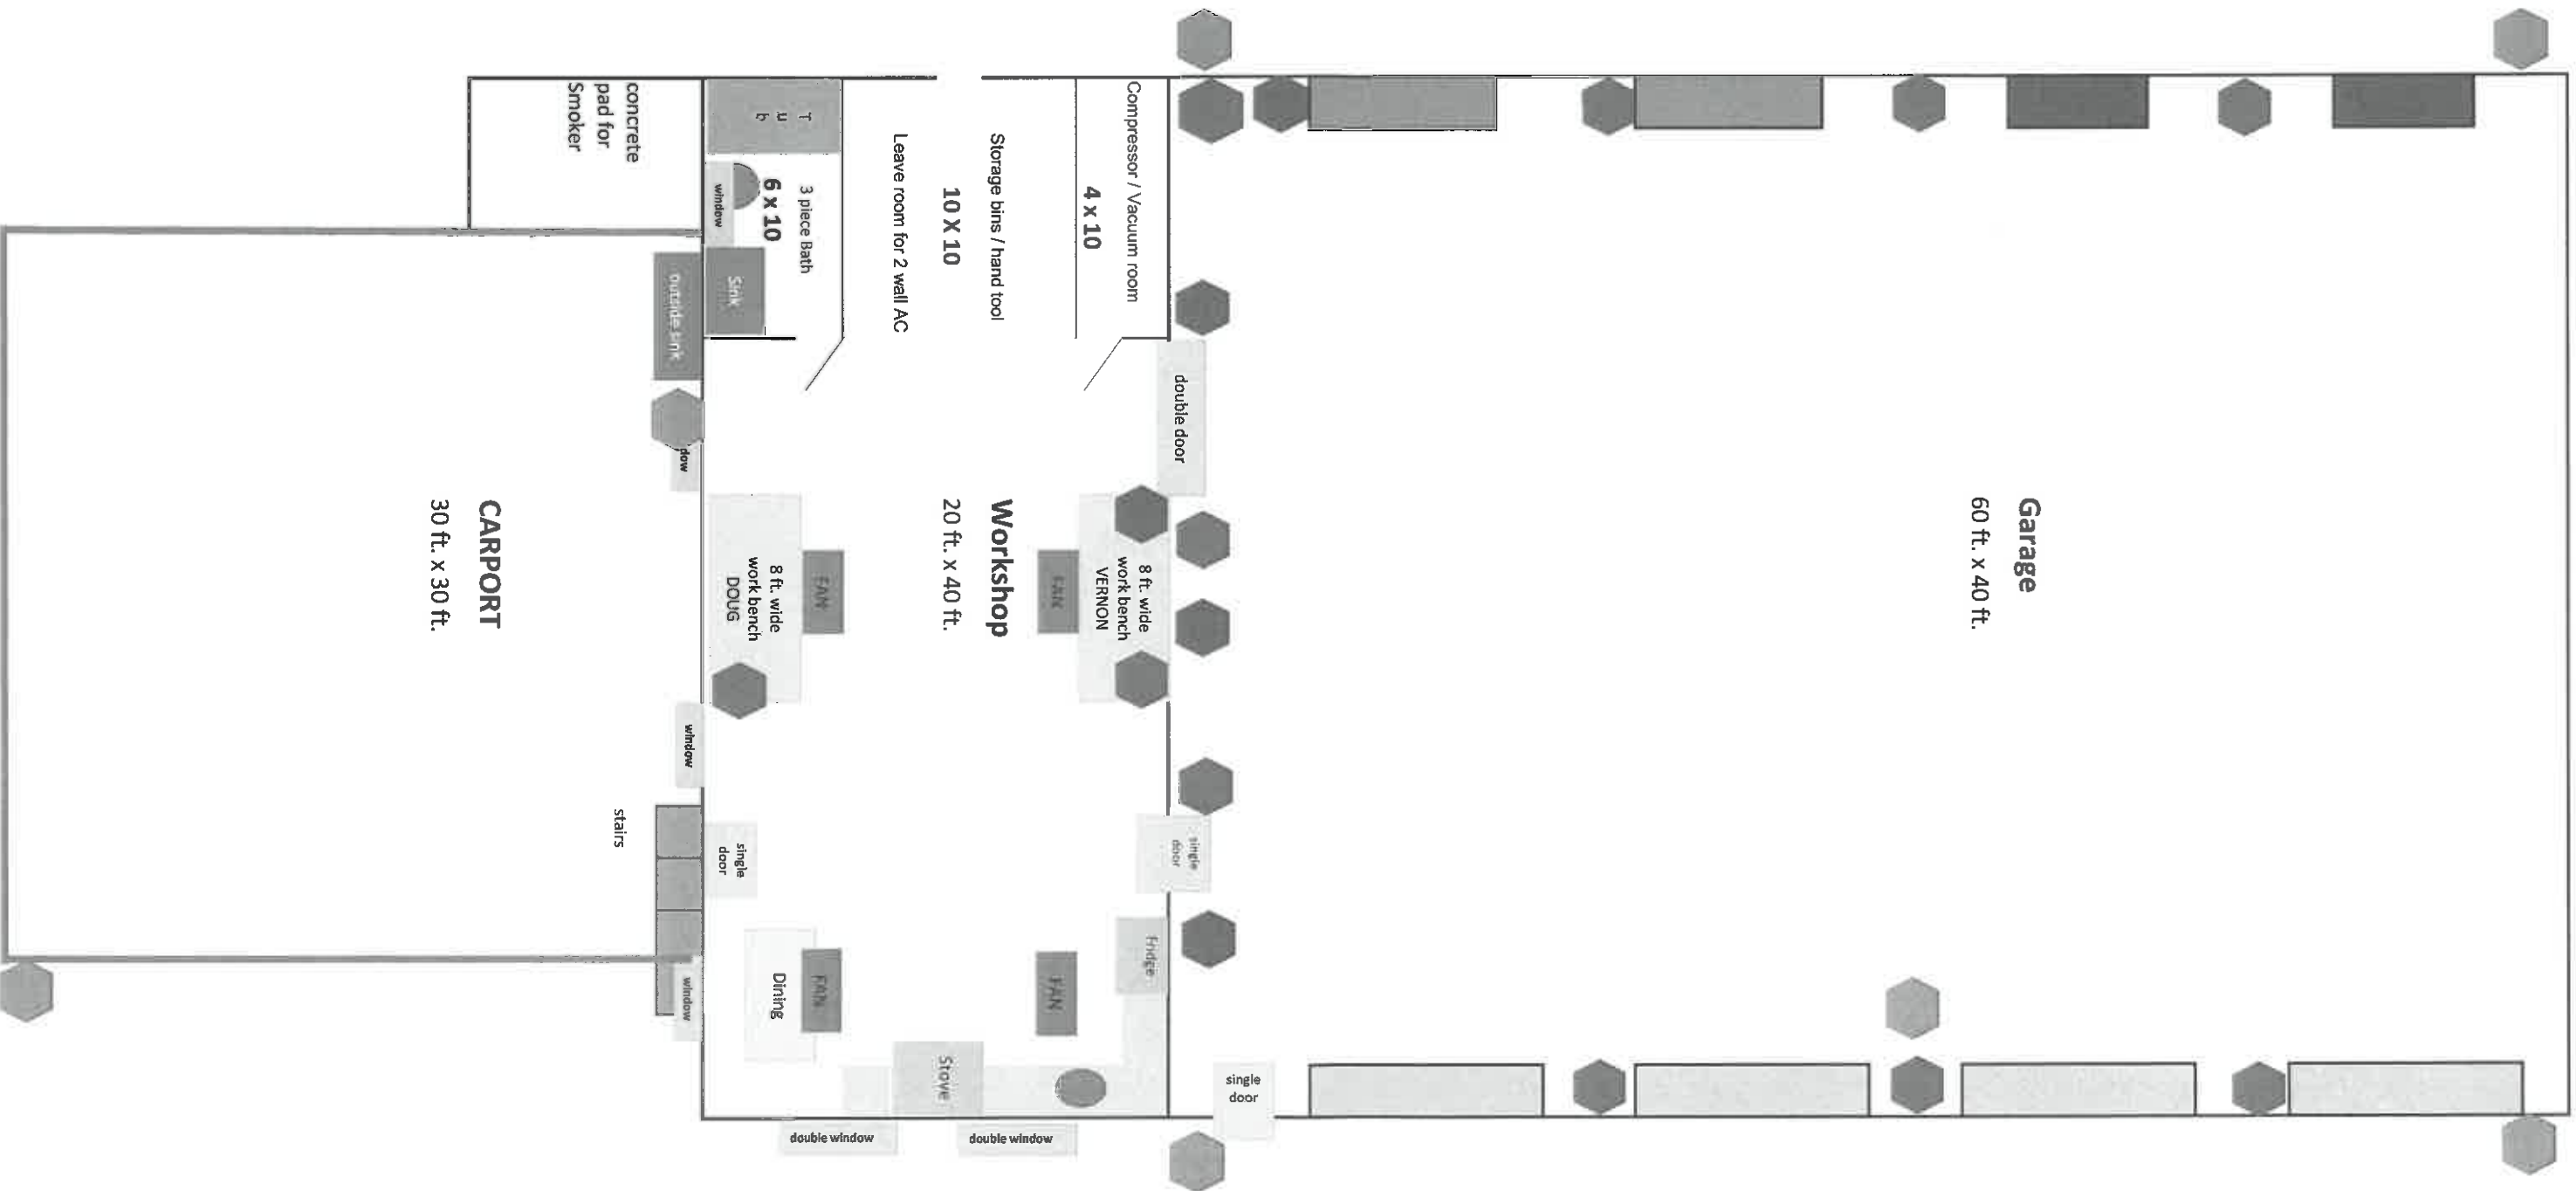 concrete
pad for
Smoker
T
u
b
window
3 piece Bath
6 x 10
Sink
outside sink
dow
Leave room for 2 wall AC
10 X 10
Storage bins / hand tool
Compressor / Vacuum room
4 x 10
double door
Garage
60 ft. x 40 ft.
CARPORT
30 ft. x 30 ft.
8 ft. wide
work bench
DOUG
FAN
Workshop
20 ft. x 40 ft.
FAN
8 ft. wide
work bench
VERNON
window
stairs
single
door
single
door
window
Dining
FAN
FAN
Fridge
Stove
single
door
double window
double window